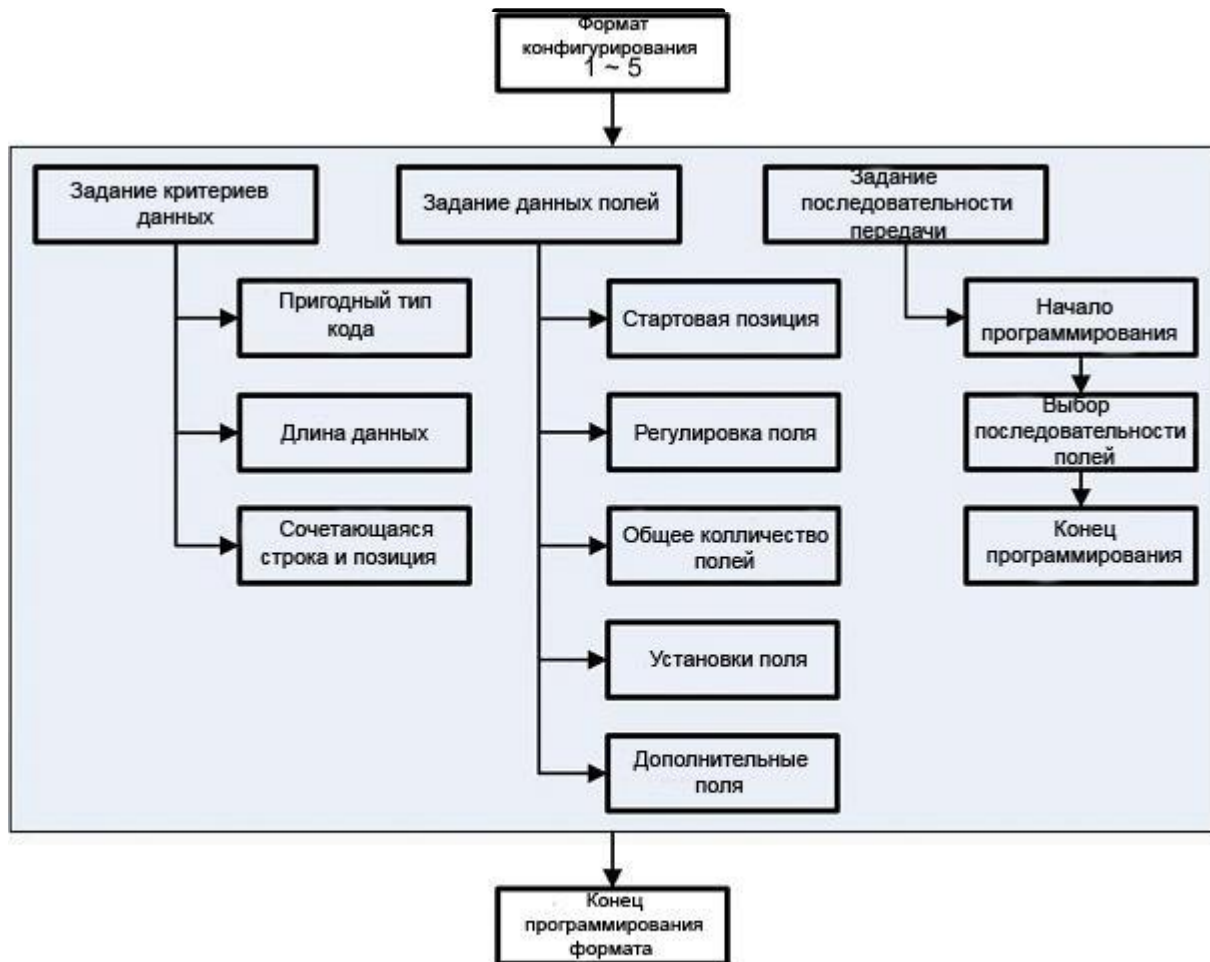 Формат
конфигурирования
1 ~ 5
Задание критериев
данных
Пригодный тип
кода
Длина данных
Сочетающаяся
строка и позиция
Задание данных полей
Стартовая позиция
Регулировка поля
Общее колличество
полей
Установки поля
Дополнительные
поля
Задание
последовательности
передачи
Начало
программирования
Выбор
последовательности
полей
Конец
программирования
Конец
программирования
формата